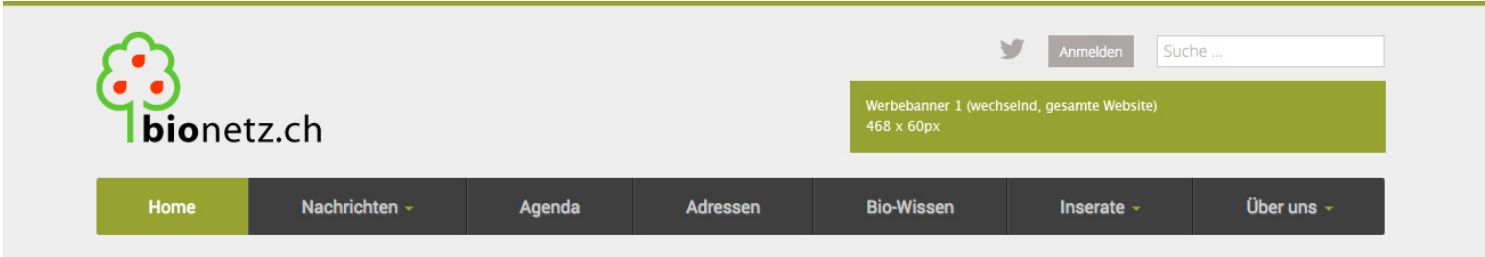 Anmelden
Suche ...
bionetz.ch
Werbebanner 1 (wechselnd, gesamte Website)
468 x 60px
Home
Nachrichten
Agenda
Adressen
Bio-Wissen
Inserate
Über uns